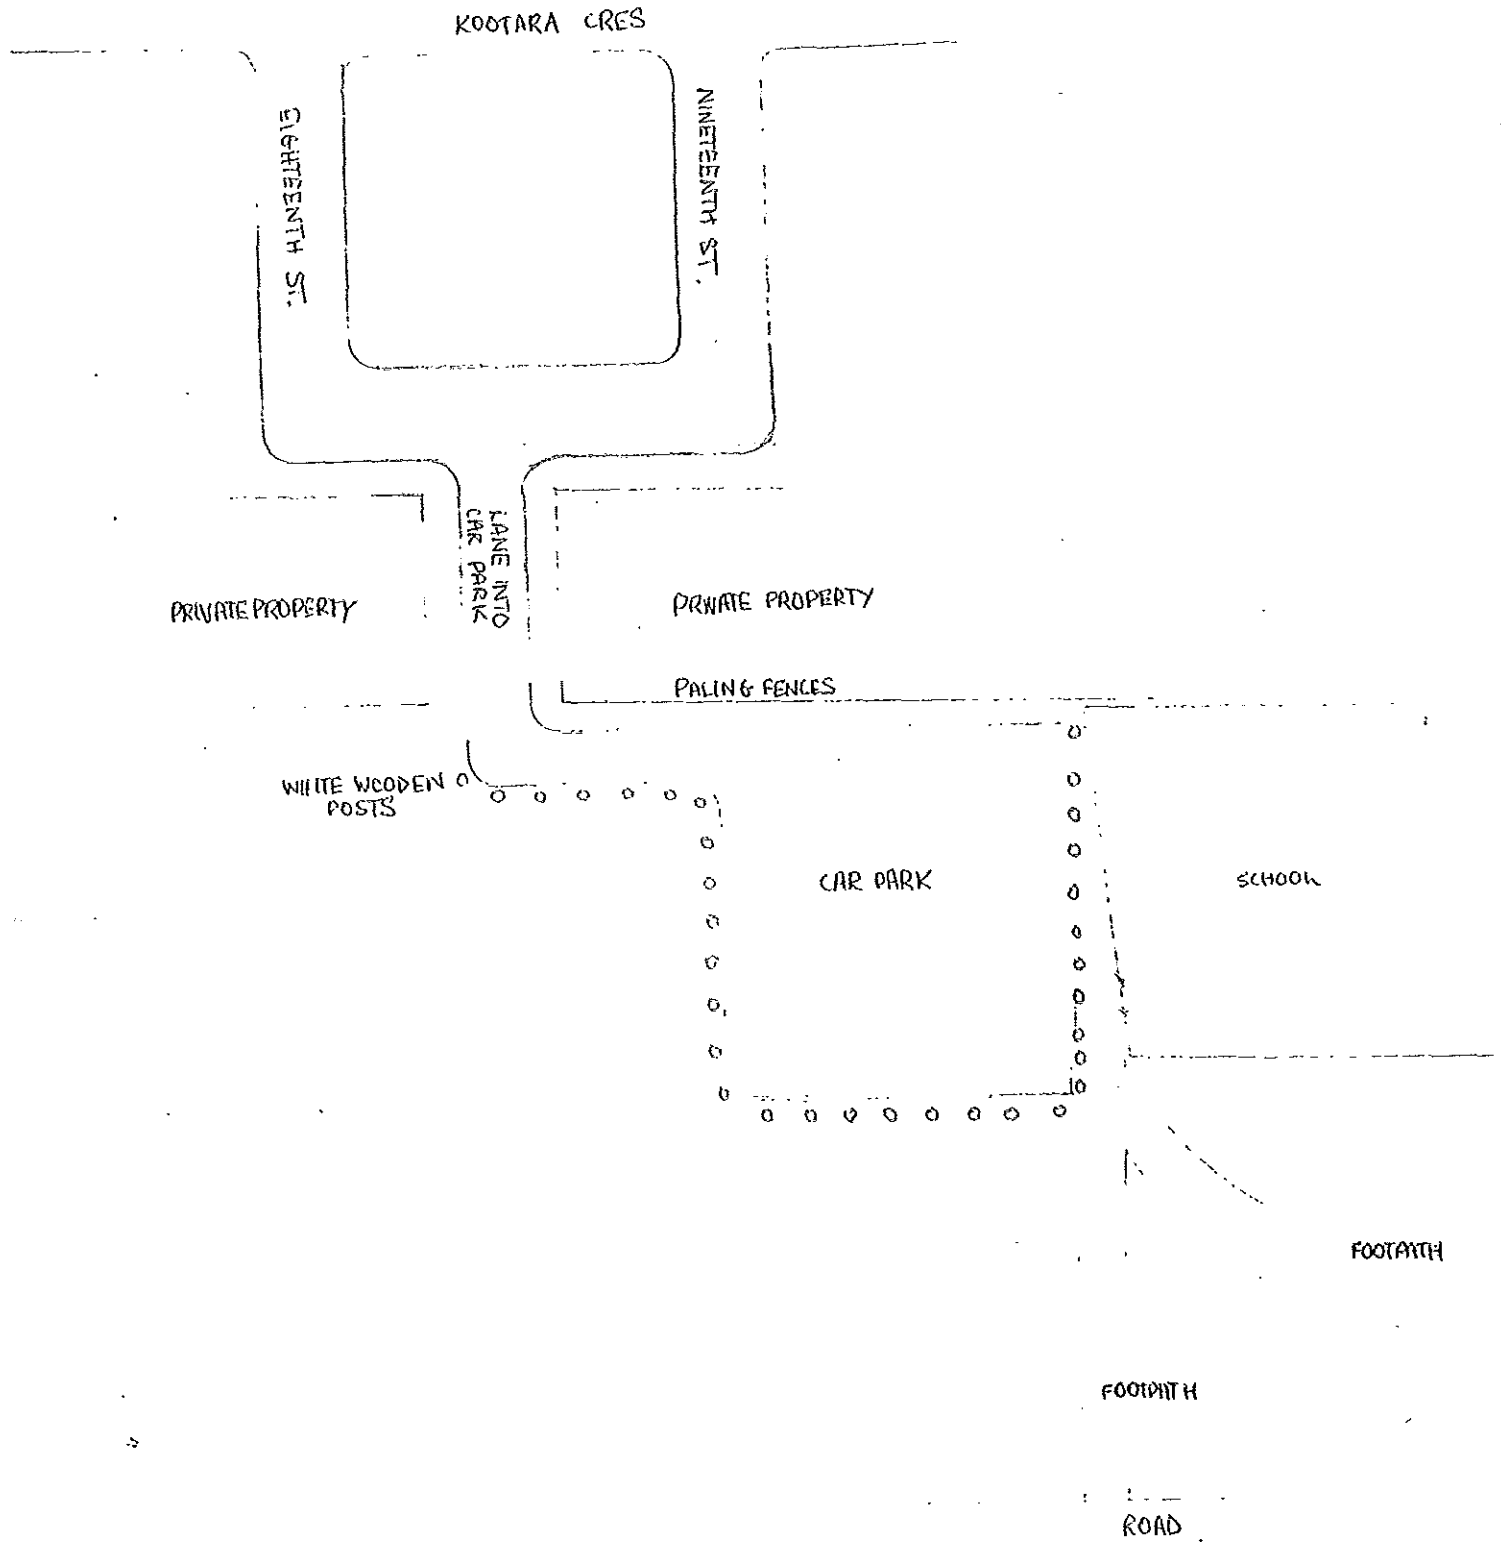 KOOTARA CRES
EIGHTEENTH ST.
NINETEENTH ST.
LANE INTO
CAR PARK
PRIVATE PROPERTY
PRIVATE PROPERTY
PALING FENCES
WHITE WOODEN
POSTS
CAR PARK
SCHOOL
FOOTPATH
FOOTPATH
ROAD